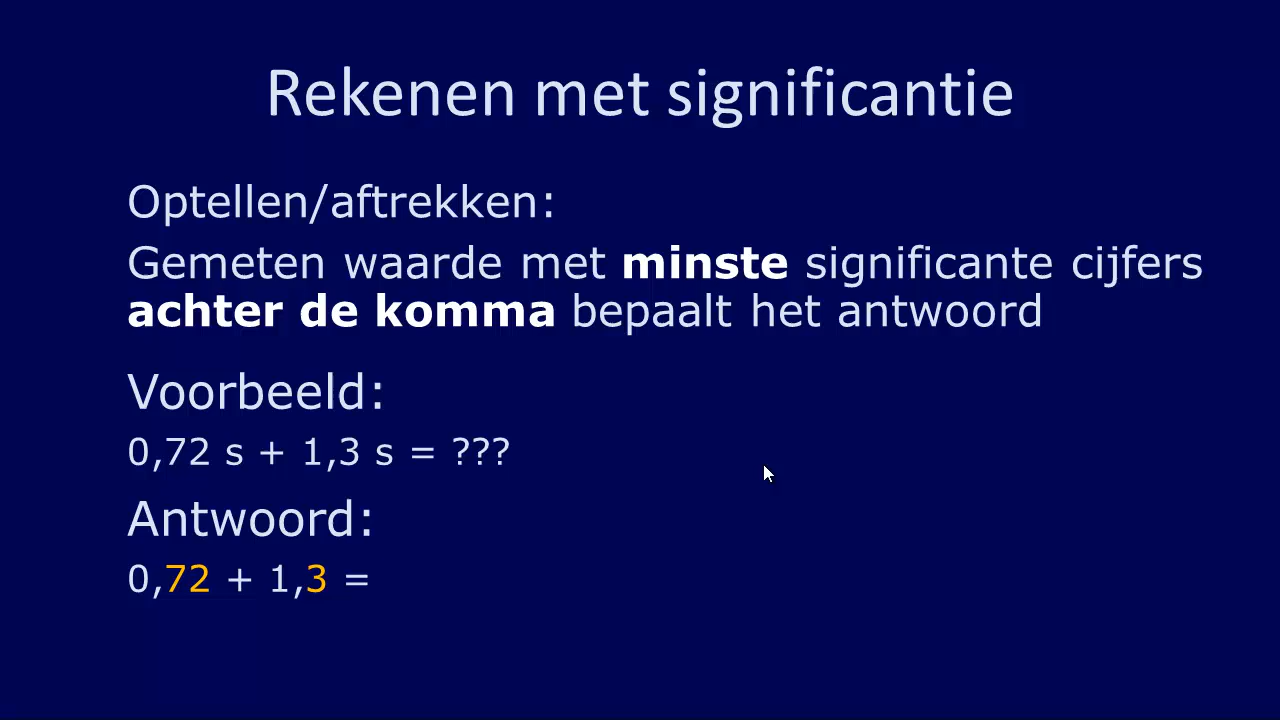 Rekenen met significantie
Optellen/aftrekken:
Gemeten waarde met minste significante cijfers
achter de komma bepaalt het antwoord
Voorbeeld:
0,72 s + 1,3 s = ???
Antwoord:
0,72 + 1,3 =